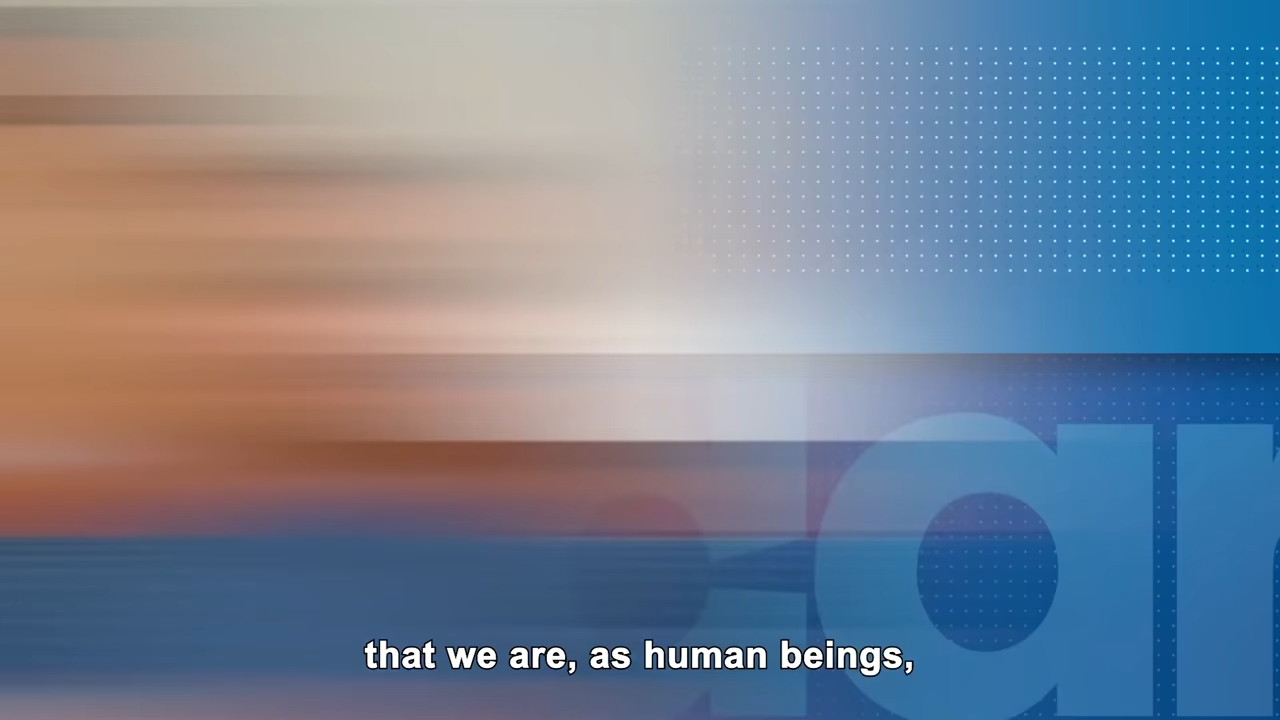 that we are, as human beings,